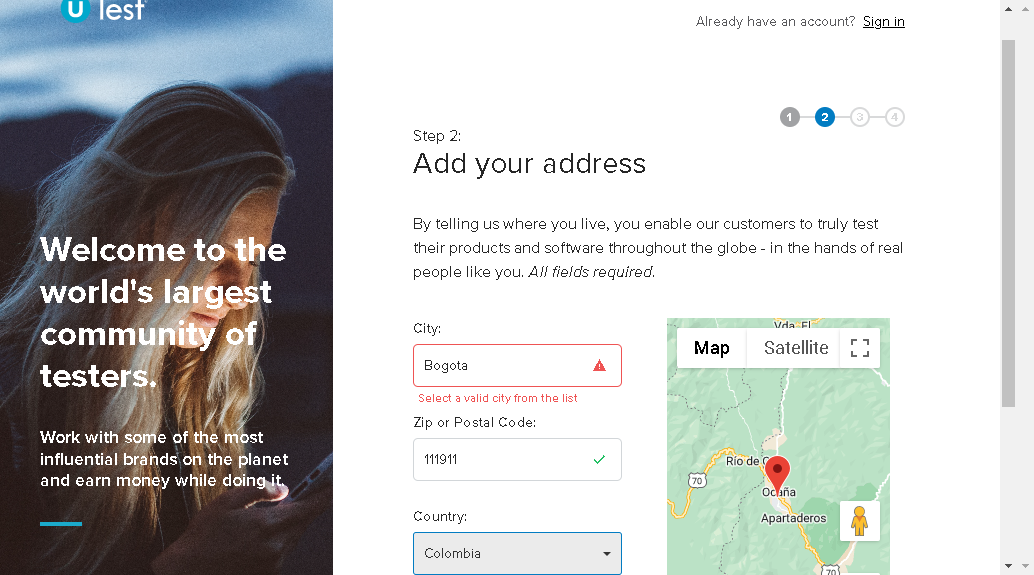 u Test
Already have an account? Sign in
1 2 3 4
Step 2:
Add your address
By telling us where you live, you enable our customers to truly test
their products and software throughout the globe - in the hands of real
people like you. All fields required.
Welcome to the
world's largest
community of
testers.
Work with some of the most
influential brands on the planet
and earn money while doing it.
City:
Bogota
Select a valid city from the list
Zip or Postal Code:
111911
Country:
Colombia
Vda. El
Map
Satellite
Río de
70
Ocaña
Apartaderos
70